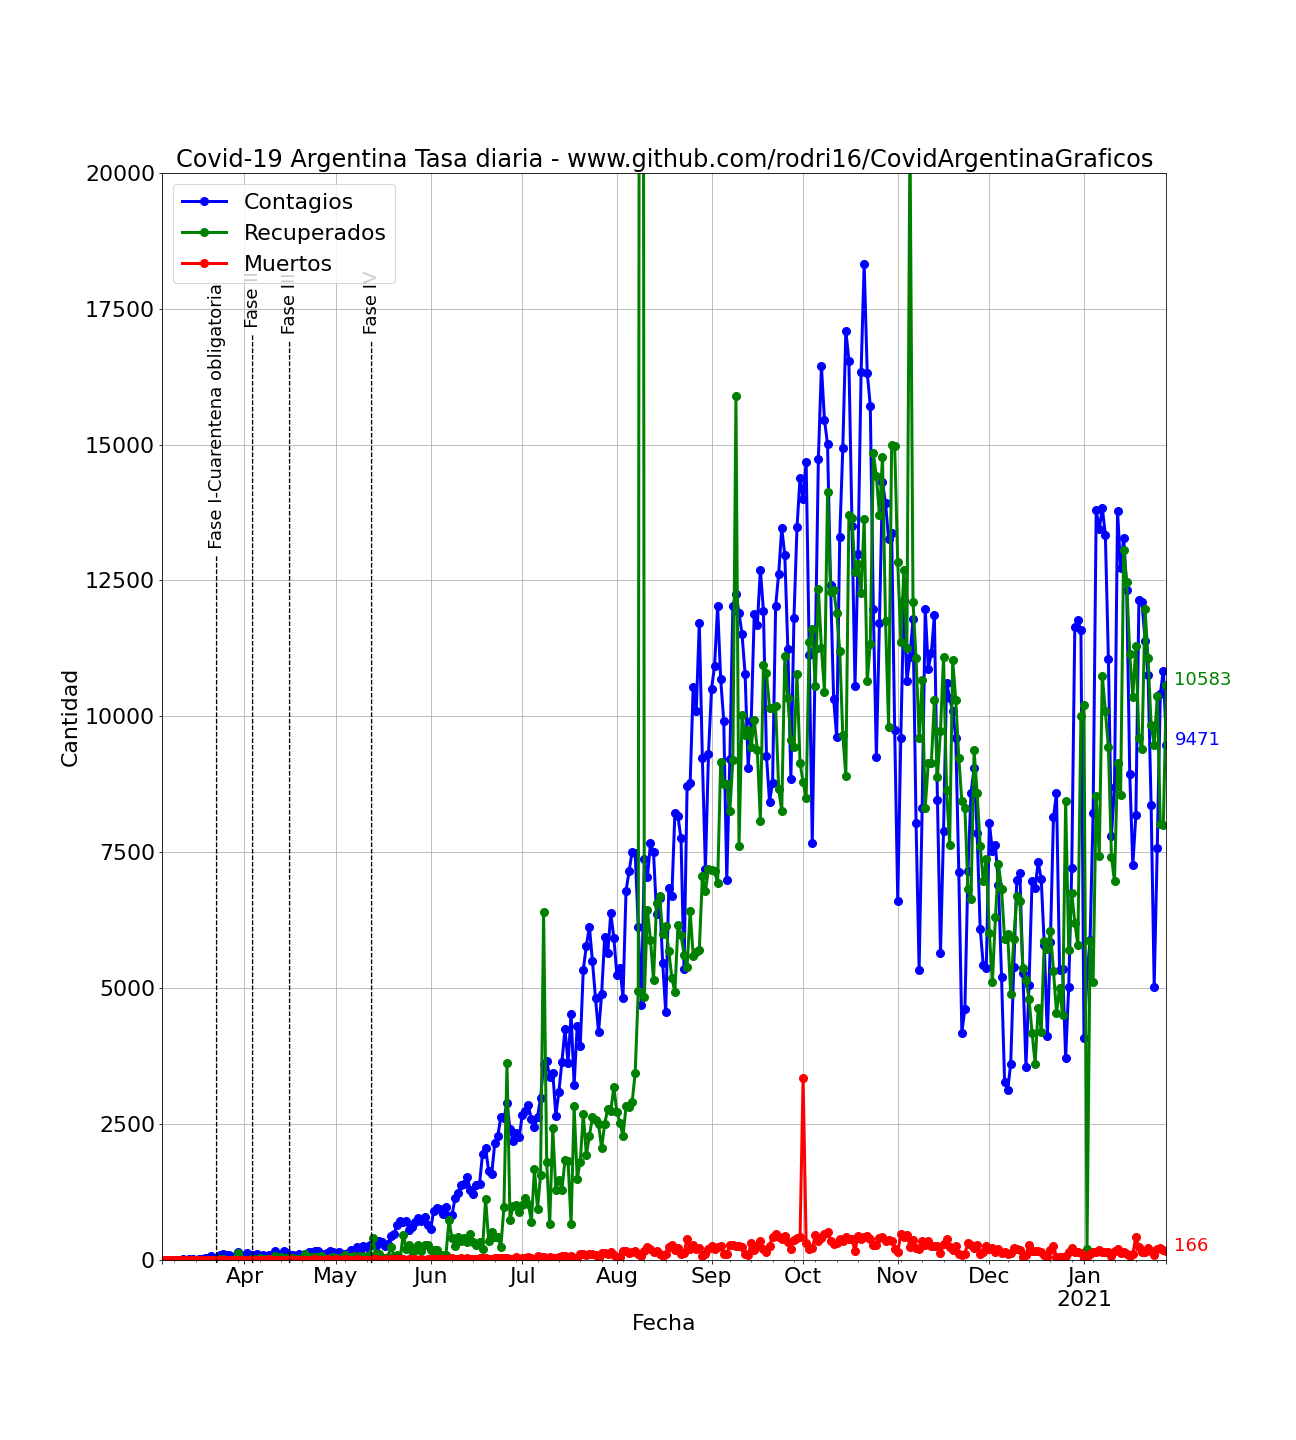 Covid-19 Argentina Tasa diaria - www.github.com/rodri16/CovidArgentinaGraficos
Contagios
Recuperados
Muertos
Fase I-Cuarentena obligatoria
Fase II
Fase III
Fase IV
Cantidad
20000
17500
15000
12500
10000
7500
5000
2500
0
10583
9471
166
Apr May Jun Jul Aug Sep Oct Nov Dec Jan
2021
Fecha